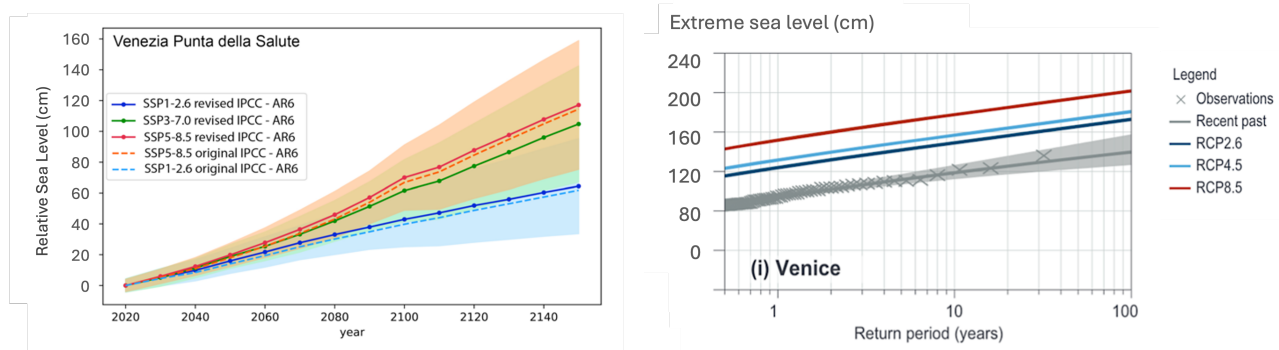 Venezia Punta della Salute
Relative Sea Level (cm)
160
140
120
100
80
60
40
20
0
SSP1-2.6 revised IPCC - AR6
SSP3-7.0 revised IPCC - AR6
SSP5-8.5 revised IPCC - AR6
SSP5-8.5 original IPCC - AR6
SSP1-2.6 original IPCC - AR6
2020 2040 2060 2080 2100 2120 2140
year
Extreme sea level (cm)
240
200
160
120
80
0
(i) Venice
1 10 100
Return period (years)
Legend
Observations
Recent past
RCP2.6
RCP4.5
RCP8.5